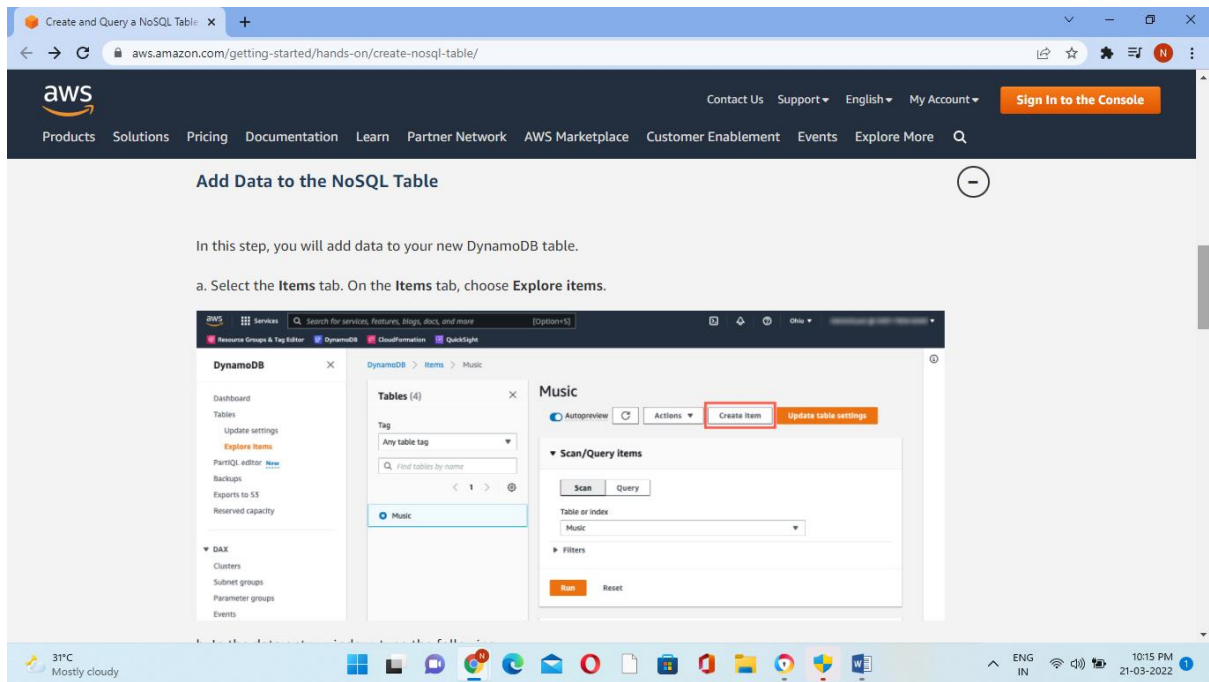 Create and Query a NoSQL Table
aws.amazon.com/getting-started/hands-on/create-nosql-table/
N
aws
Contact Us Support English My Account Sign In to the Console
Products Solutions Pricing Documentation Learn Partner Network AWS Marketplace Customer Enablement Events Explore More
Add Data to the NoSQL Table
In this step, you will add data to your new DynamoDB table.
a. Select the Items tab. On the Items tab, choose Explore items.
aws Services Search for services, features, blogs, docs, and more [Option+S] Ohio
Resource Groups & Tag Editor DynamoDB CloudFormation QuickSight
DynamoDB
Dashboard
Tables
Update settings
Explore Items
PartiQL editor New
Backups
Exports to S3
Reserved capacity
DAX
Clusters
Subnet groups
Parameter groups
Events
DynamoDB > Items > Music
Tables (4)
Tag
Any table tag
Find tables by name
< 1 >
Music
Music
Autopreview Actions Create item Update table settings
Scan/Query items
Scan Query
Table or index
Music
Filters
Run Reset
31°C
Mostly cloudy
ENG
IN
10:15 PM
21-03-2022
1